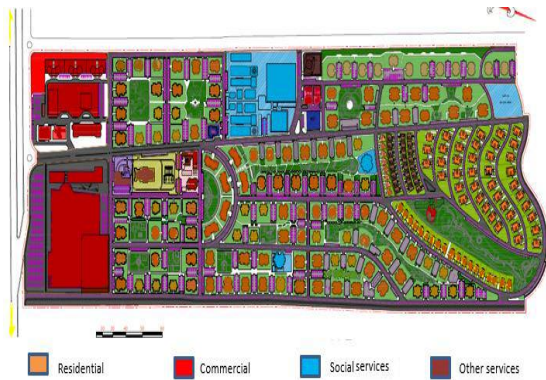 Residential
Commercial
Social services
Other services